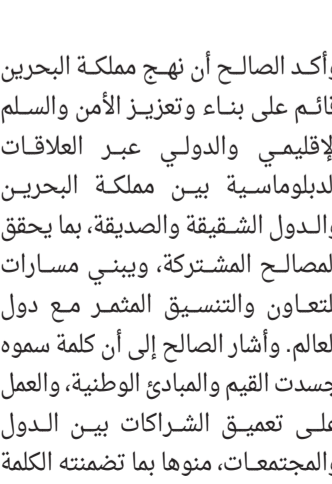 وأكد الصالح أن نهج مملكة البحرين
قائم على بناء وتعزيز الأمن والسلم
الإقليمي والدولي عبر العلاقات
الدبلوماسية بين مملكة البحرين
والدول الشقيقة والصديقة، بما يحقق
المصالح المشتركة، ويبني مسارات
التعاون والتنسيق المثمر مع دول
العالم. وأشار الصالح إلى أن كلمة سموه
جسدت القيم والمبادئ الوطنية، والعمل
على تعميق الشراكات بين الدول
والمجتمعات، منوها بما تضمنته الكلمة